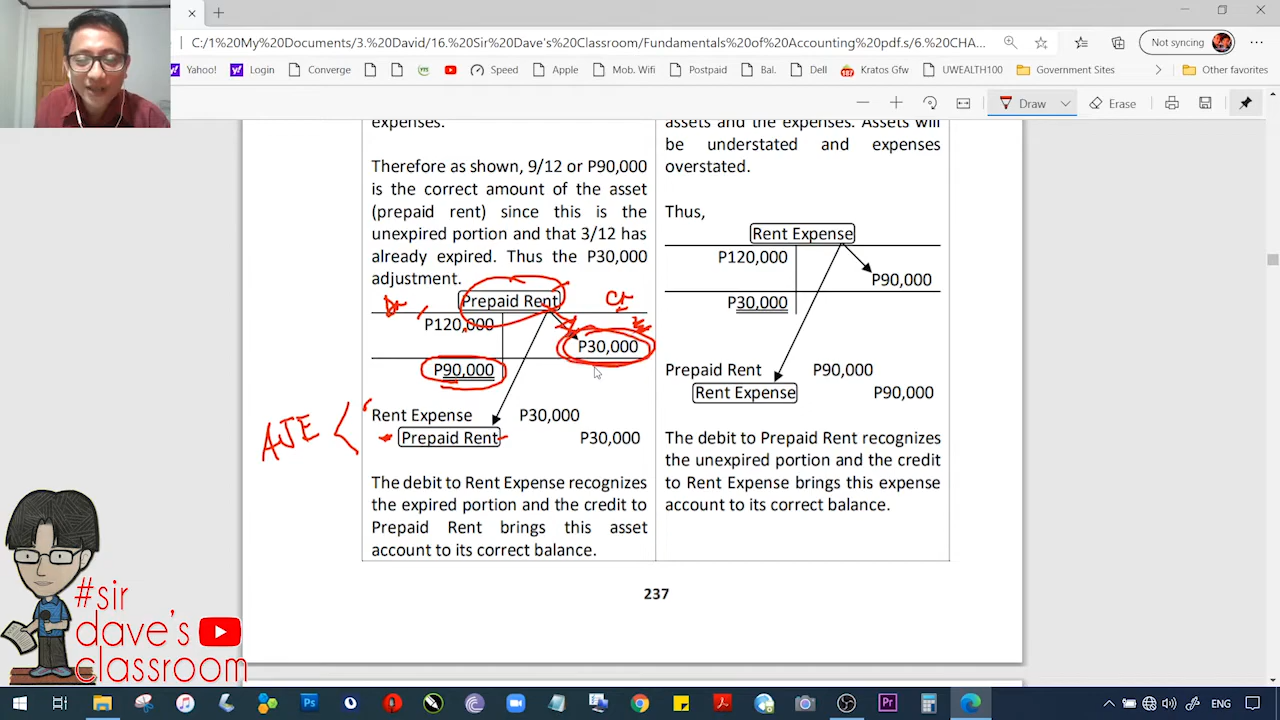 C:/1%20My%20Documents/3.%20David/16.%20Sir%20Dave's%20Classroom/Fundamentals%20of%20Accounting%20pdf.s/6.%20CHA...
Not syncing
Yahoo!
Login
Converge
Speed
Apple
Mob. Wifi
Postpaid
Bal.
Dell
Kratos Gfw
UWEALTH100
Government Sites
Other favorites
Draw
Erase
expenses.
Therefore as shown, 9/12 or P90,000
is the correct amount of the asset
(prepaid rent) since this is the
unexpired portion and that 3/12 has
already expired. Thus the P30,000
adjustment.
Dr
Prepaid Rent
Cr
P120,000
P30,000
P90,000
AJE
Rent Expense P30,000
Prepaid Rent P30,000
The debit to Rent Expense recognizes
the expired portion and the credit to
Prepaid Rent brings this asset
account to its correct balance.
assets and the expenses. Assets will
be understated and expenses
overstated.
Thus,
Rent Expense
P120,000
P90,000
P30,000
Prepaid Rent P90,000
Rent Expense P90,000
The debit to Prepaid Rent recognizes
the unexpired portion and the credit
to Rent Expense brings this expense
account to its correct balance.
237
#sir
dave's
classroom
ENG